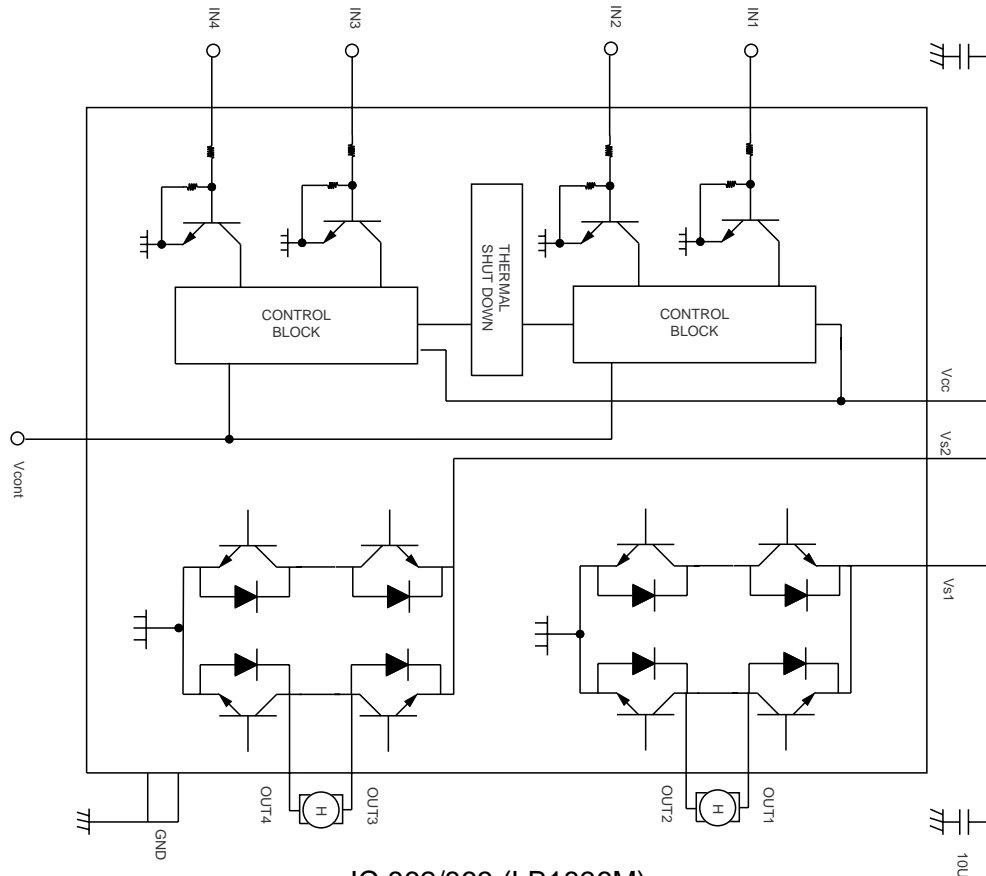 IN4
IN3
IN2
IN1
THERMAL
SHUT DOWN
CONTROL
BLOCK
CONTROL
BLOCK
Vcc
Vs2
Vcont
Vs1
OUT4
H
OUT3
OUT2
H
OUT1
GND